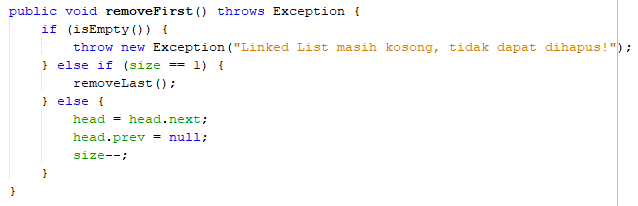 public void removeFirst() throws Exception {
    if (isEmpty()) {
        throw new Exception("Linked List masih kosong, tidak dapat dihapus!");
    } else if (size == 1) {
        removeLast();
    } else {
        head = head.next;
        head.prev = null;
        size--;
    }
}